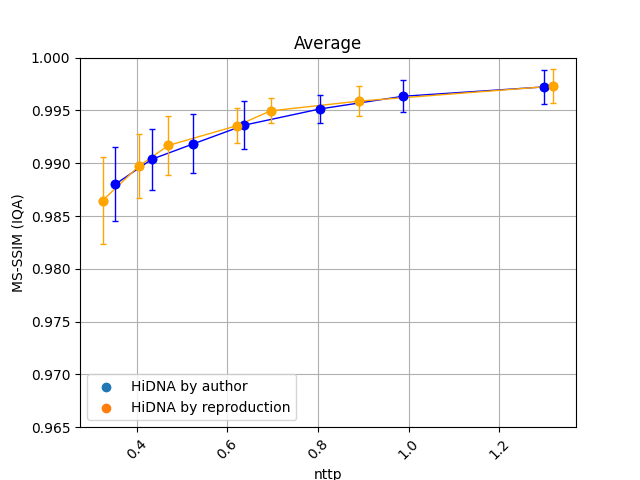 Average
1.000
0.995
0.990
0.985
0.980
0.975
0.970
0.965
MS-SSIM (IQA)
HiDNA by author
HiDNA by reproduction
0.4
0.6
0.8
1.0
1.2
nttp